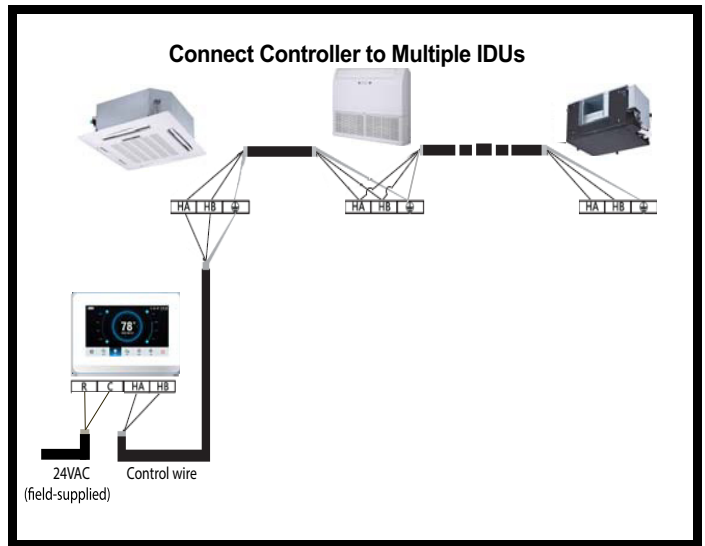 Connect Controller to Multiple IDUs
HA HB
HA HB
HA HB
78°
R C HA HB
24VAC
(field-supplied)
Control wire